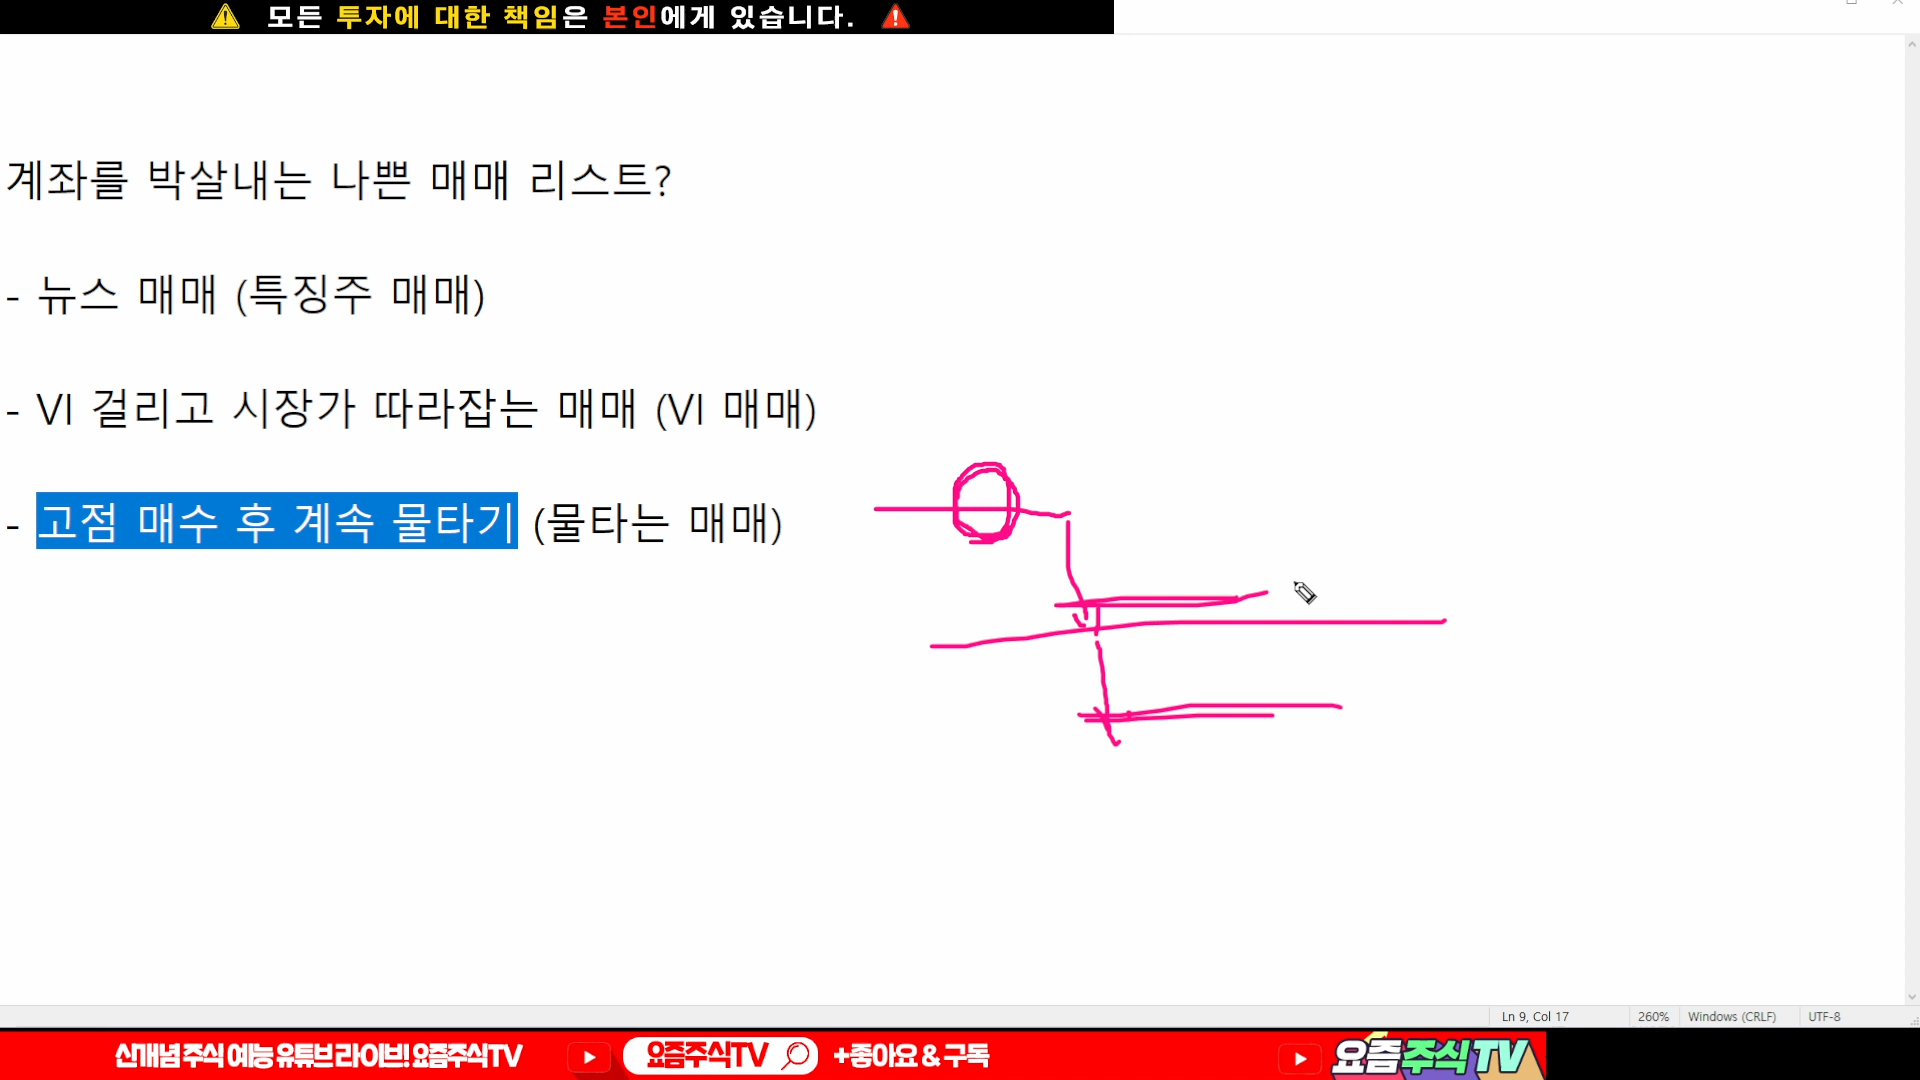 모든 투자에 대한 책임은 본인에게 있습니다.
계좌를 박살내는 나쁜 매매 리스트?
- 뉴스 매매 (특징주 매매)
- VI 걸리고 시장가 따라잡는 매매 (VI 매매)
- 고점 매수 후 계속 물타기 (물타는 매매)
Ln 9, Col 17 260% Windows (CRLF) UTF-8
신개념 주식 예능 유튜브 라이브! 요즘주식TV 요즘주식TV +좋아요 & 구독 요즘주식TV